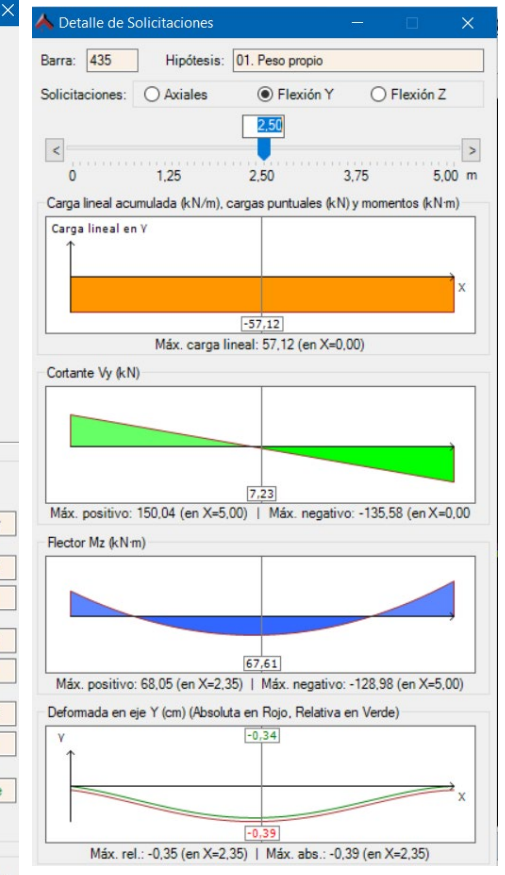 Detalle de Solicitaciones
Barra: 435 Hipótesis: 01. Peso propio
Solicitaciones: Axiales Flexión Y Flexión Z
2,50
< >
0 1,25 2,50 3,75 5,00 m
Carga lineal acumulada (kN/m), cargas puntuales (kN) y momentos (kN·m)
Carga lineal en Y
X
-57,12
Máx. carga lineal: 57,12 (en X=0,00)
Cortante Vy (kN)
7,23
Máx. positivo: 150,04 (en X=5,00) | Máx. negativo: -135,58 (en X=0,00
Flector Mz (kN·m)
67,61
Máx. positivo: 68,05 (en X=2,35) | Máx. negativo: -128,98 (en X=5,00)
Deformada en eje Y (cm) (Absoluta en Rojo, Relativa en Verde)
Y -0,34
X
-0,39
Máx. rel.: -0,35 (en X=2,35) | Máx. abs.: -0,39 (en X=2,35)